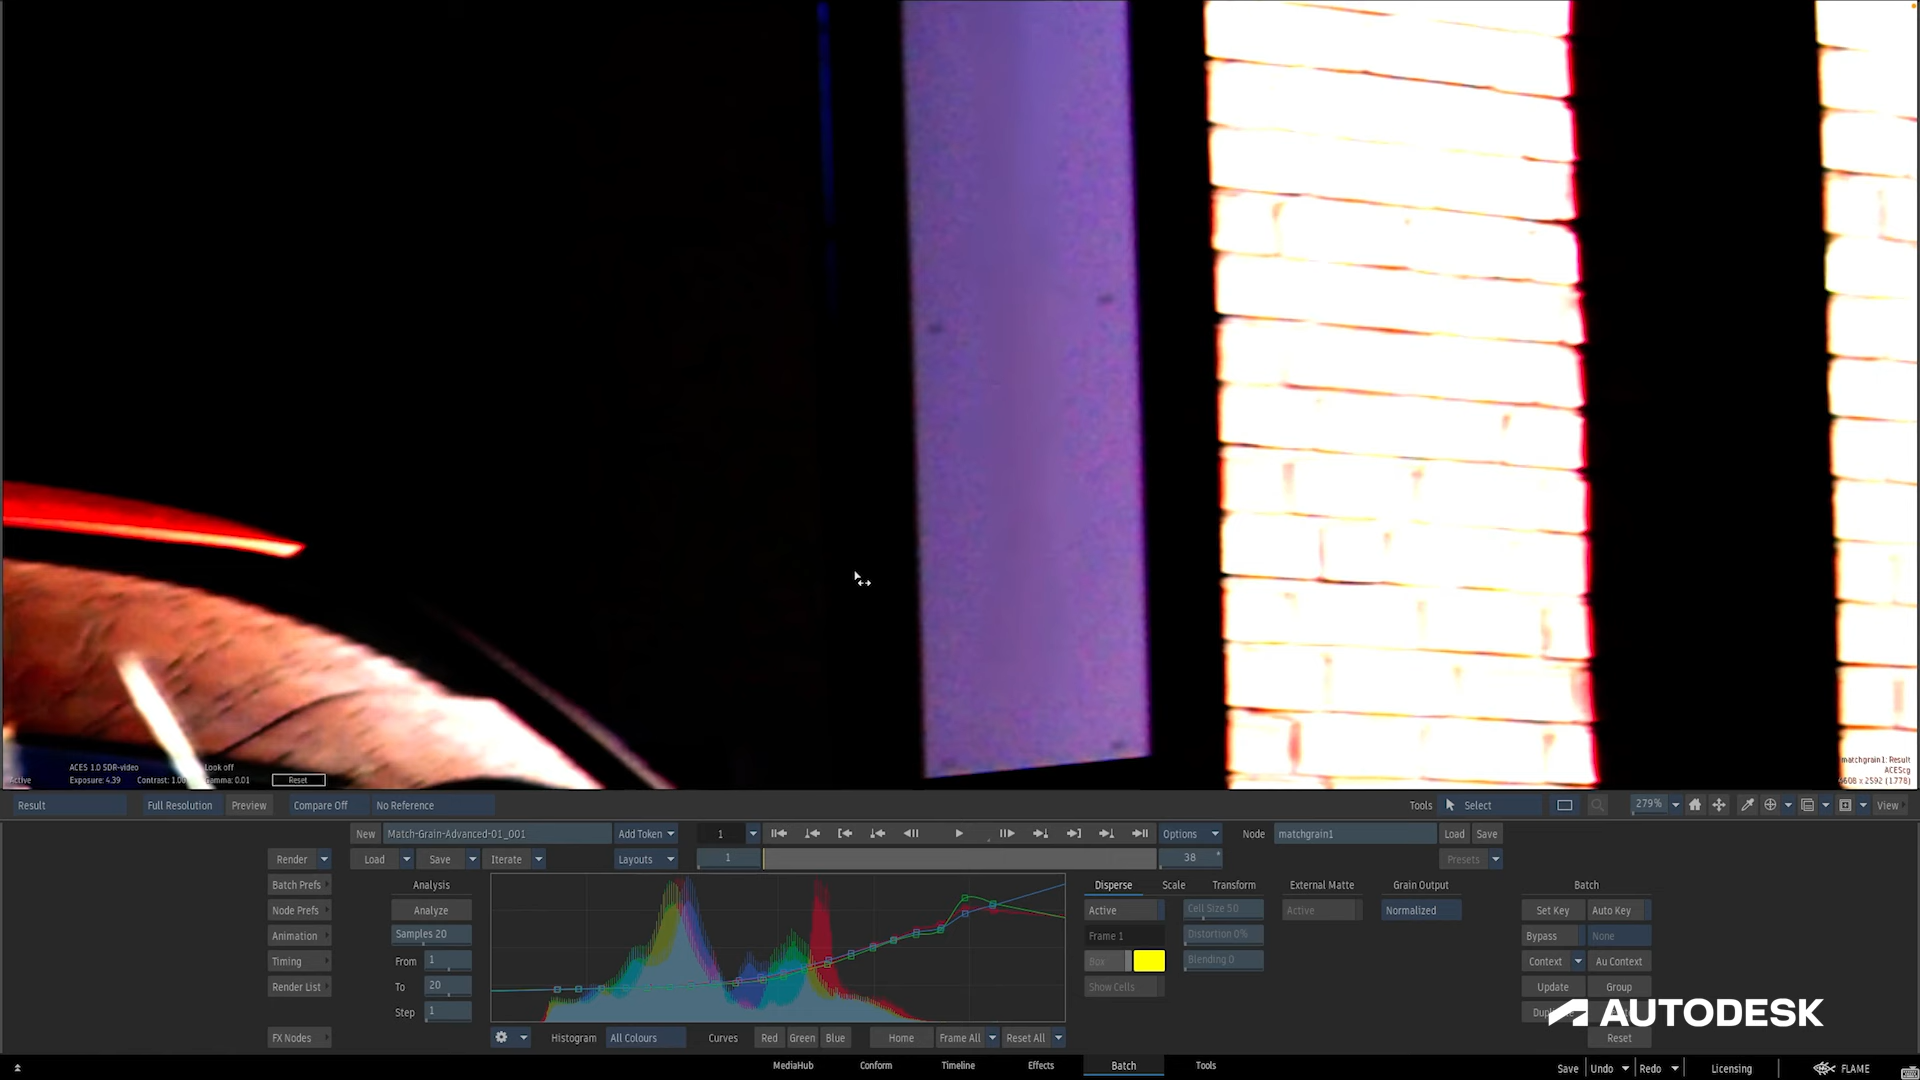 ACES 1.0 SDR-video Look off
Active Exposure: 4.39 Contrast: 1.00 Gamma: 0.01 Reset
matchgrain1: Result
ACEScg
4608 x 2592 (1.778)
Result Full Resolution Preview Compare Off No Reference Tools Select 279% View
New Match-Grain-Advanced-01_001 Add Token 1 Options Node matchgrain1 Load Save
Render Load Save Iterate Layouts 1 38 Presets
Batch Prefs Analysis Disperse Scale Transform External Matte Grain Output Batch
Node Prefs Analyze Active Cell Size 50 Active Normalized Set Key Auto Key
Animation Samples 20 Frame 1 Distortion 0% Bypass None
Timing From 1 Box Blending 0 Context Au Context
Render List To 20 Show Cells Update Group
Step 1
AUTODESK
FX Nodes Histogram All Colours Curves Red Green Blue Home Frame All Reset All Reset
MediaHub Conform Timeline Effects Batch Tools Save Undo Redo Licensing FLAME